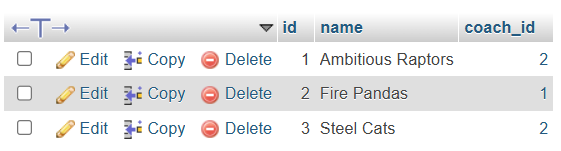 id name coach_id
Edit Copy Delete 1 Ambitious Raptors 2
Edit Copy Delete 2 Fire Pandas 1
Edit Copy Delete 3 Steel Cats 2